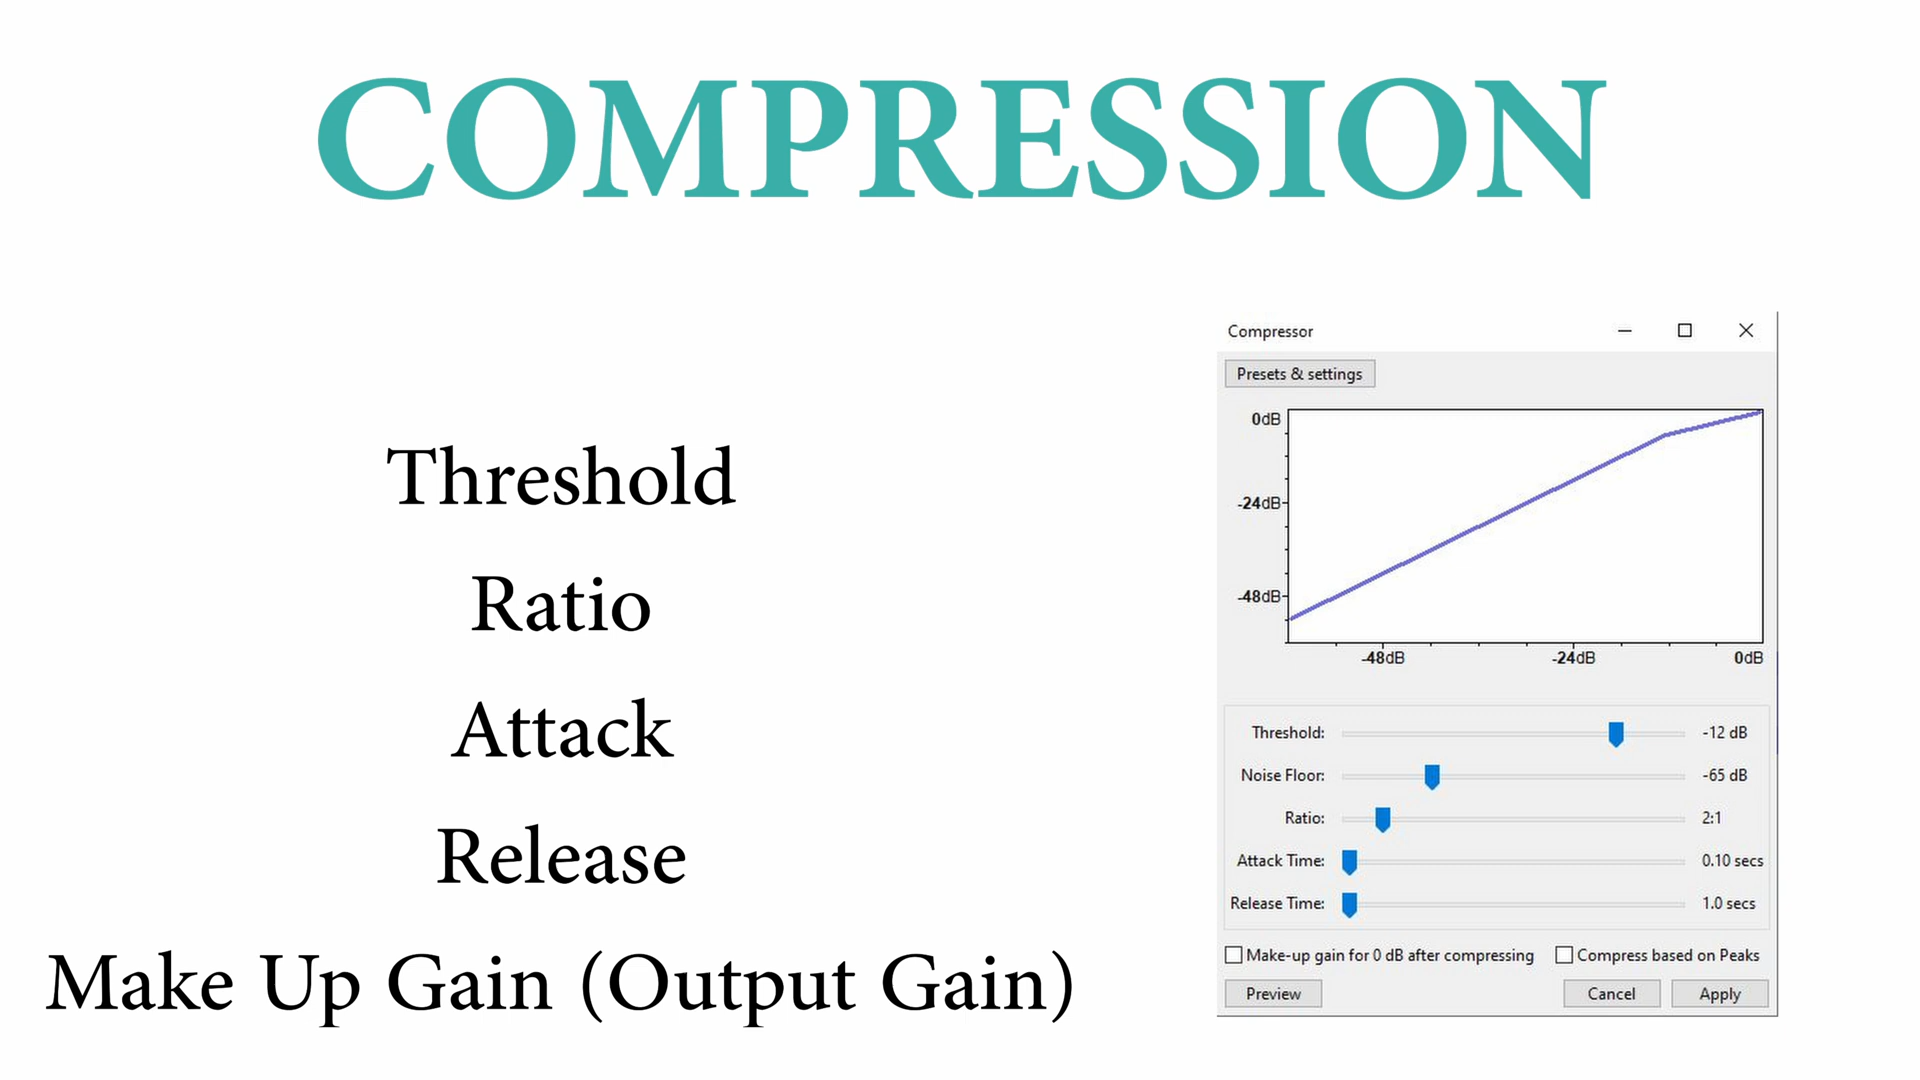 COMPRESSION
Threshold
Ratio
Attack
Release
Make Up Gain (Output Gain)
Compressor
Presets & settings
0dB
-24dB
-48dB
-48dB -24dB 0dB
Threshold: -12 dB
Noise Floor: -65 dB
Ratio: 2:1
Attack Time: 0.10 secs
Release Time: 1.0 secs
Make-up gain for 0 dB after compressing Compress based on Peaks
Preview Cancel Apply